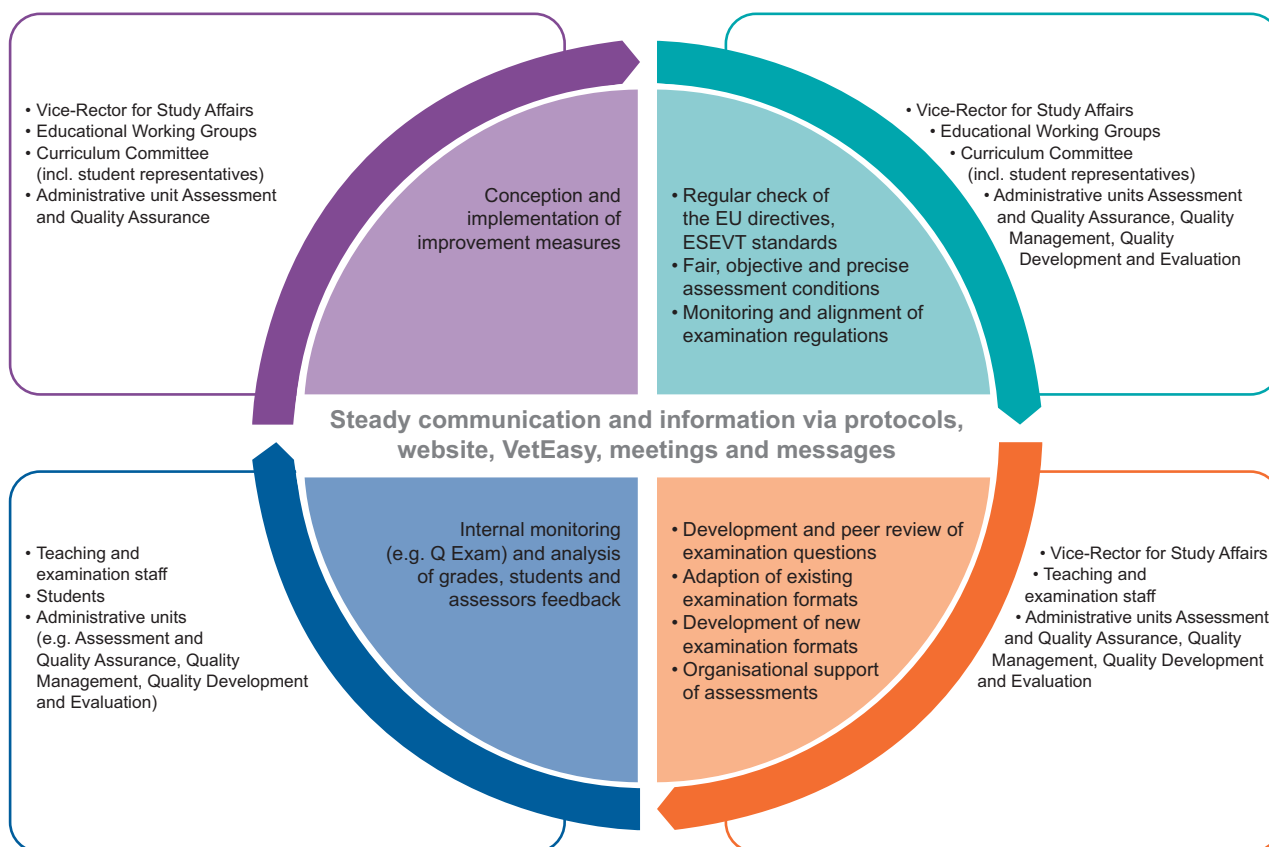 • Vice-Rector for Study Affairs
• Educational Working Groups
• Curriculum Committee
(incl. student representatives)
• Administrative unit Assessment
and Quality Assurance
Conception and
implementation of
improvement measures
• Regular check of
the EU directives,
ESEVT standards
• Fair, objective and precise
assessment conditions
• Monitoring and alignment of
examination regulations
• Vice-Rector for Study Affairs
• Educational Working Groups
• Curriculum Committee
(incl. student representatives)
• Administrative units Assessment
and Quality Assurance, Quality
Management, Quality
Development and Evaluation
Steady communication and information via protocols,
website, VetEasy, meetings and messages
• Teaching and
examination staff
• Students
• Administrative units
(e.g. Assessment and
Quality Assurance, Quality
Management, Quality Development
and Evaluation)
Internal monitoring
(e.g. Q Exam) and analysis
of grades, students and
assessors feedback
• Development and peer review of
examination questions
• Adaption of existing
examination formats
• Development of new
examination formats
• Organisational support
of assessments
• Vice-Rector for Study Affairs
• Teaching and
examination staff
• Administrative units Assessment
and Quality Assurance, Quality
Management, Quality Development
and Evaluation